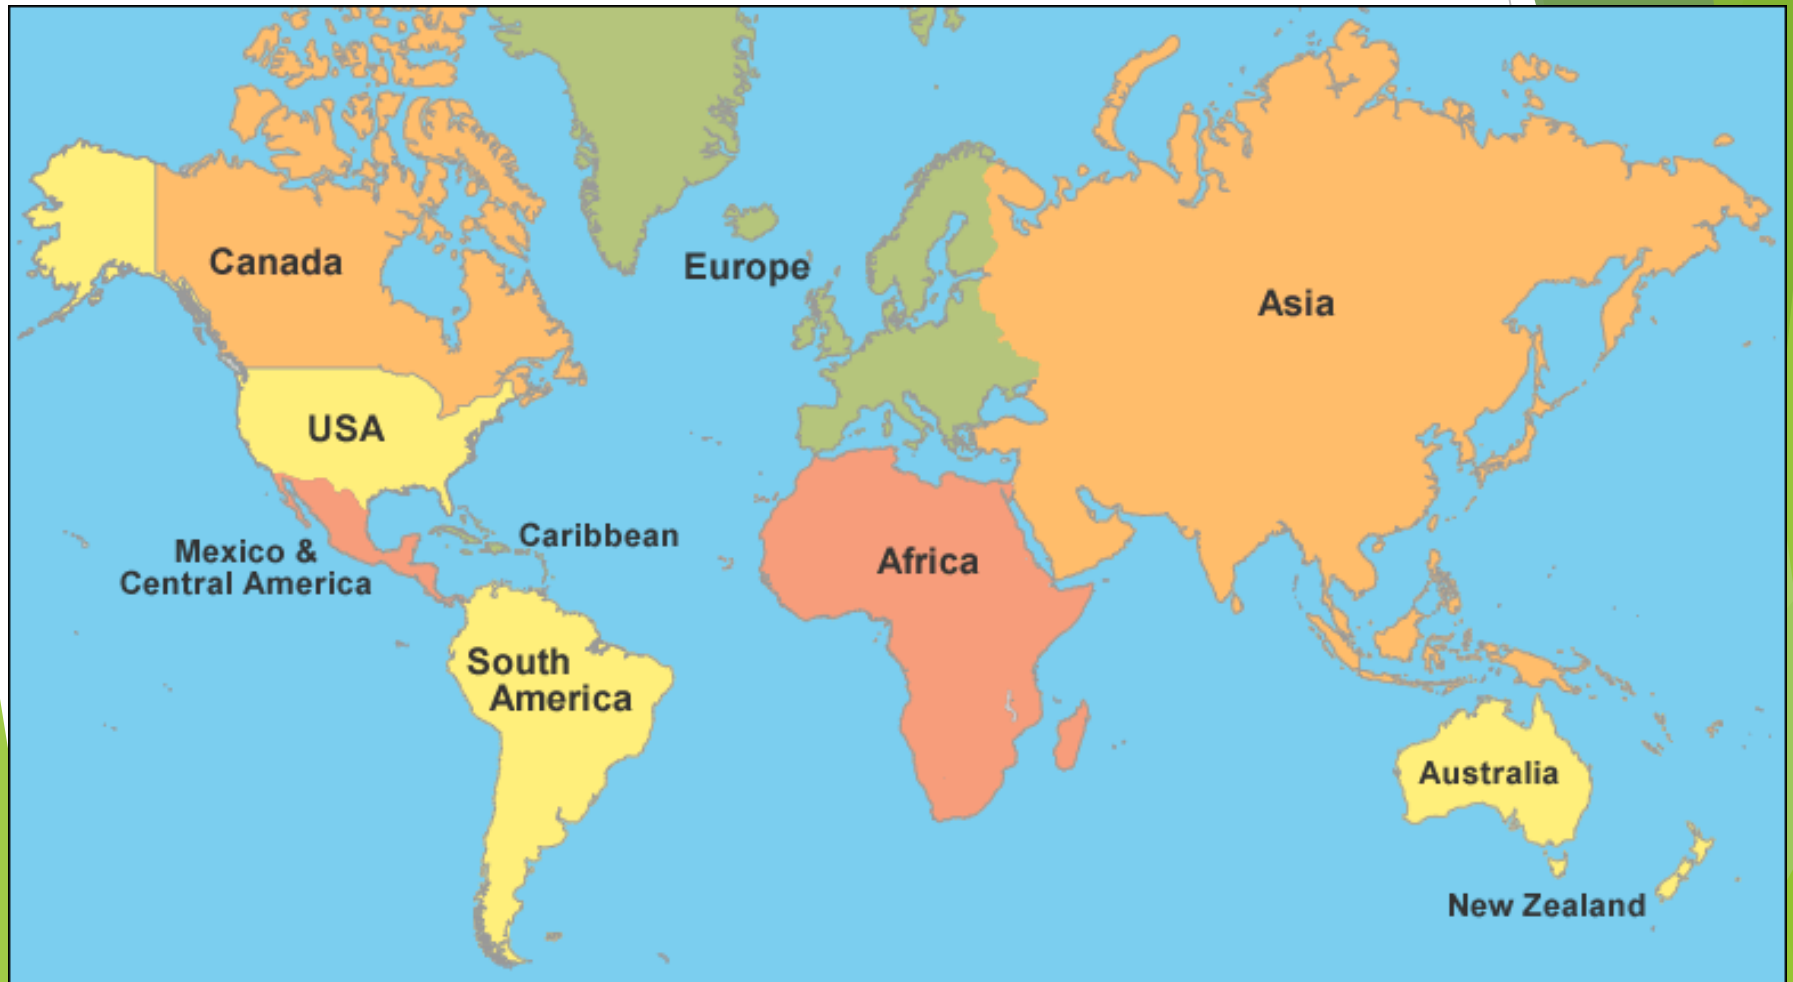 Canada
Europe
Asia
USA
Caribbean
Mexico &
Central America
Africa
South
America
Australia
New Zealand